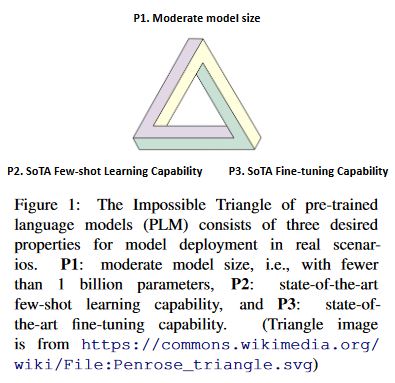 P1. Moderate model size
P2. SoTA Few-shot Learning Capability
P3. SoTA Fine-tuning Capability
Figure 1: The Impossible Triangle of pre-trained
language models (PLM) consists of three desired
properties for model deployment in real scenar-
ios. P1: moderate model size, i.e., with fewer
than 1 billion parameters, P2: state-of-the-art
few-shot learning capability, and P3: state-of-
the-art fine-tuning capability. (Triangle image
is from https://commons.wikimedia.org/
wiki/File:Penrose_triangle.svg)